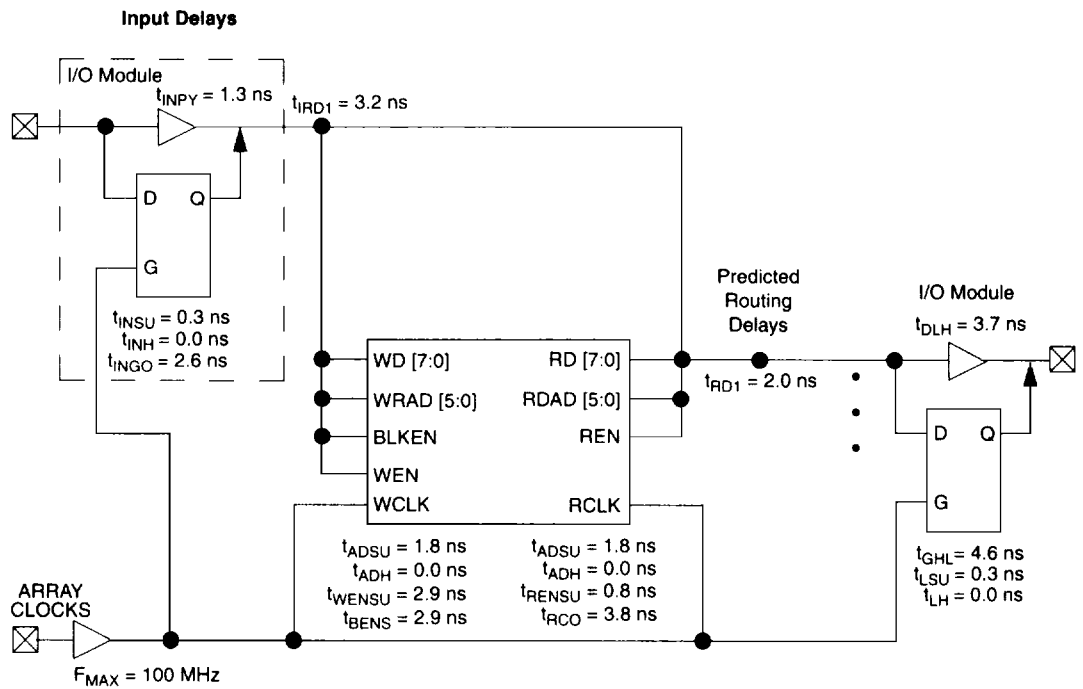 Input Delays
I/O Module
tINPY = 1.3 ns
tIRD1 = 3.2 ns
D Q
G
tINSU = 0.3 ns
tINH = 0.0 ns
tINGO = 2.6 ns
Predicted
Routing
Delays
I/O Module
tDLH = 3.7 ns
WD [7:0] RD [7:0]
tRD1 = 2.0 ns
WRAD [5:0] RDAD [5:0]
BLKEN REN
WEN
WCLK RCLK
D Q
G
tADSU = 1.8 ns
tADH = 0.0 ns
tWENSU = 2.9 ns
tBENS = 2.9 ns
tADSU = 1.8 ns
tADH = 0.0 ns
tRENSU = 0.8 ns
tRCO = 3.8 ns
tGHL= 4.6 ns
tLSU = 0.3 ns
tLH = 0.0 ns
ARRAY
CLOCKS
FMAX = 100 MHz